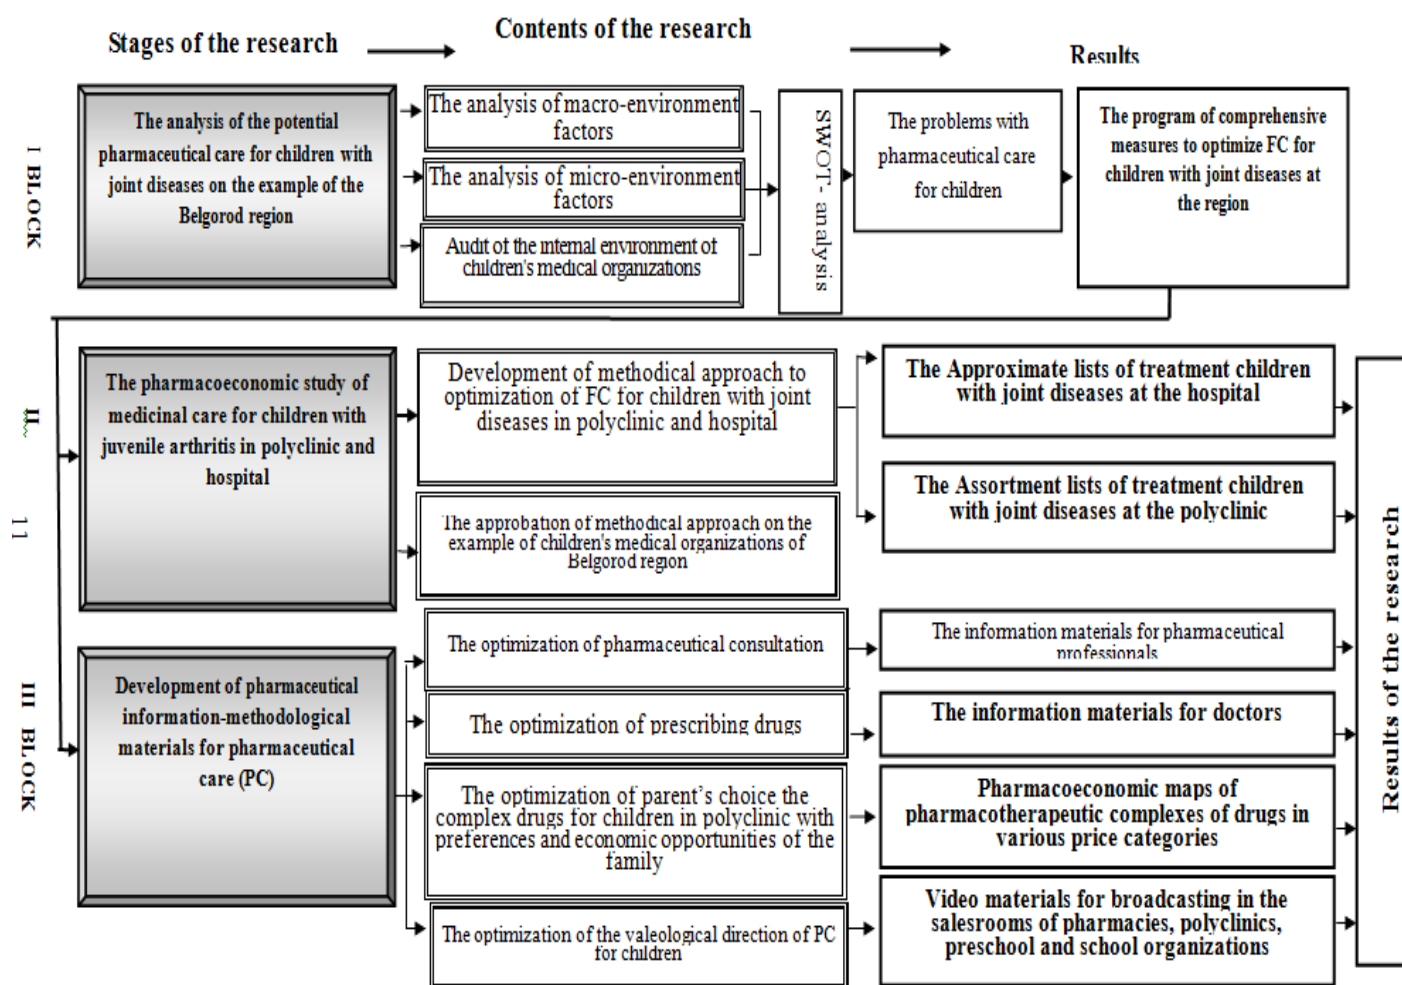 Stages of the research
Contents of the research
Results
I BLOCK
The analysis of the potential
pharmaceutical care for children with
joint diseases on the example of the
Belgorod region
The analysis of macro-environment
factors
The analysis of micro-environment
factors
Audit of the internal environment of
children's medical organizations
SWOT- analysis
The problems with
pharmaceutical care
for children
The program of comprehensive
measures to optimize FC for
children with joint diseases at
the region
II
11
The pharmacoeconomic study of
medicinal care for children with
juvenile arthritis in polyclinic and
hospital
Development of methodical approach to
optimization of FC for children with joint
diseases in polyclinic and hospital
The approbation of methodical approach on the
example of children's medical organizations of
Belgorod region
The Approximate lists of treatment children
with joint diseases at the hospital
The Assortment lists of treatment children
with joint diseases at the polyclinic
III BLOCK
Development of pharmaceutical
information-methodological
materials for pharmaceutical
care (PC)
The optimization of pharmaceutical consultation
The optimization of prescribing drugs
The optimization of parent's choice the
complex drugs for children in polyclinic with
preferences and economic opportunities of the
family
The optimization of the valeological direction of PC
for children
The information materials for pharmaceutical
professionals
The information materials for doctors
Pharmacoeconomic maps of
pharmacotherapeutic complexes of drugs in
various price categories
Video materials for broadcasting in the
salesrooms of pharmacies, polyclinics,
preschool and school organizations
Results of the research